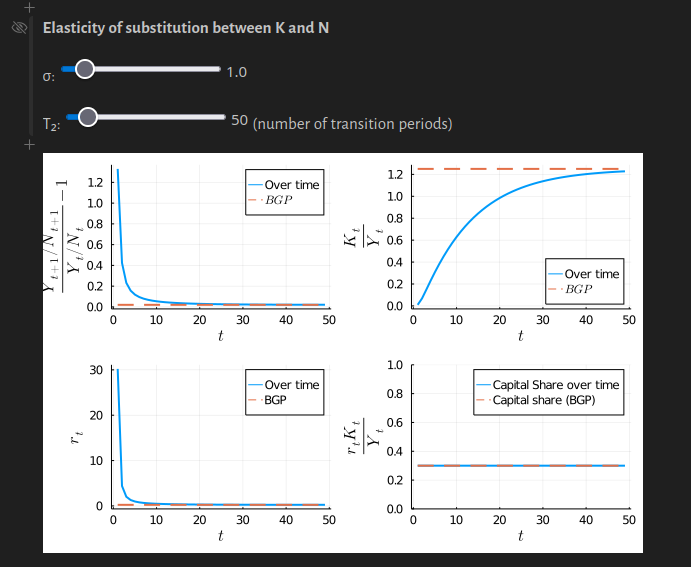 Elasticity of substitution between K and N
σ: 1.0
T₂: 50 (number of transition periods)
Y_{t+1}/N_{t+1} / Y_t/N_t − 1
1.2
1.0
0.8
0.6
0.4
0.2
0.0
0 10 20 30 40 50
t
Over time
BGP
K_t / Y_t
1.2
1.0
0.8
0.6
0.4
0.2
0.0
0 10 20 30 40 50
t
Over time
BGP
r_t
30
20
10
0
0 10 20 30 40 50
t
Over time
BGP
r_t K_t / Y_t
1.0
0.8
0.6
0.4
0.2
0.0
0 10 20 30 40 50
t
Capital Share over time
Capital share (BGP)